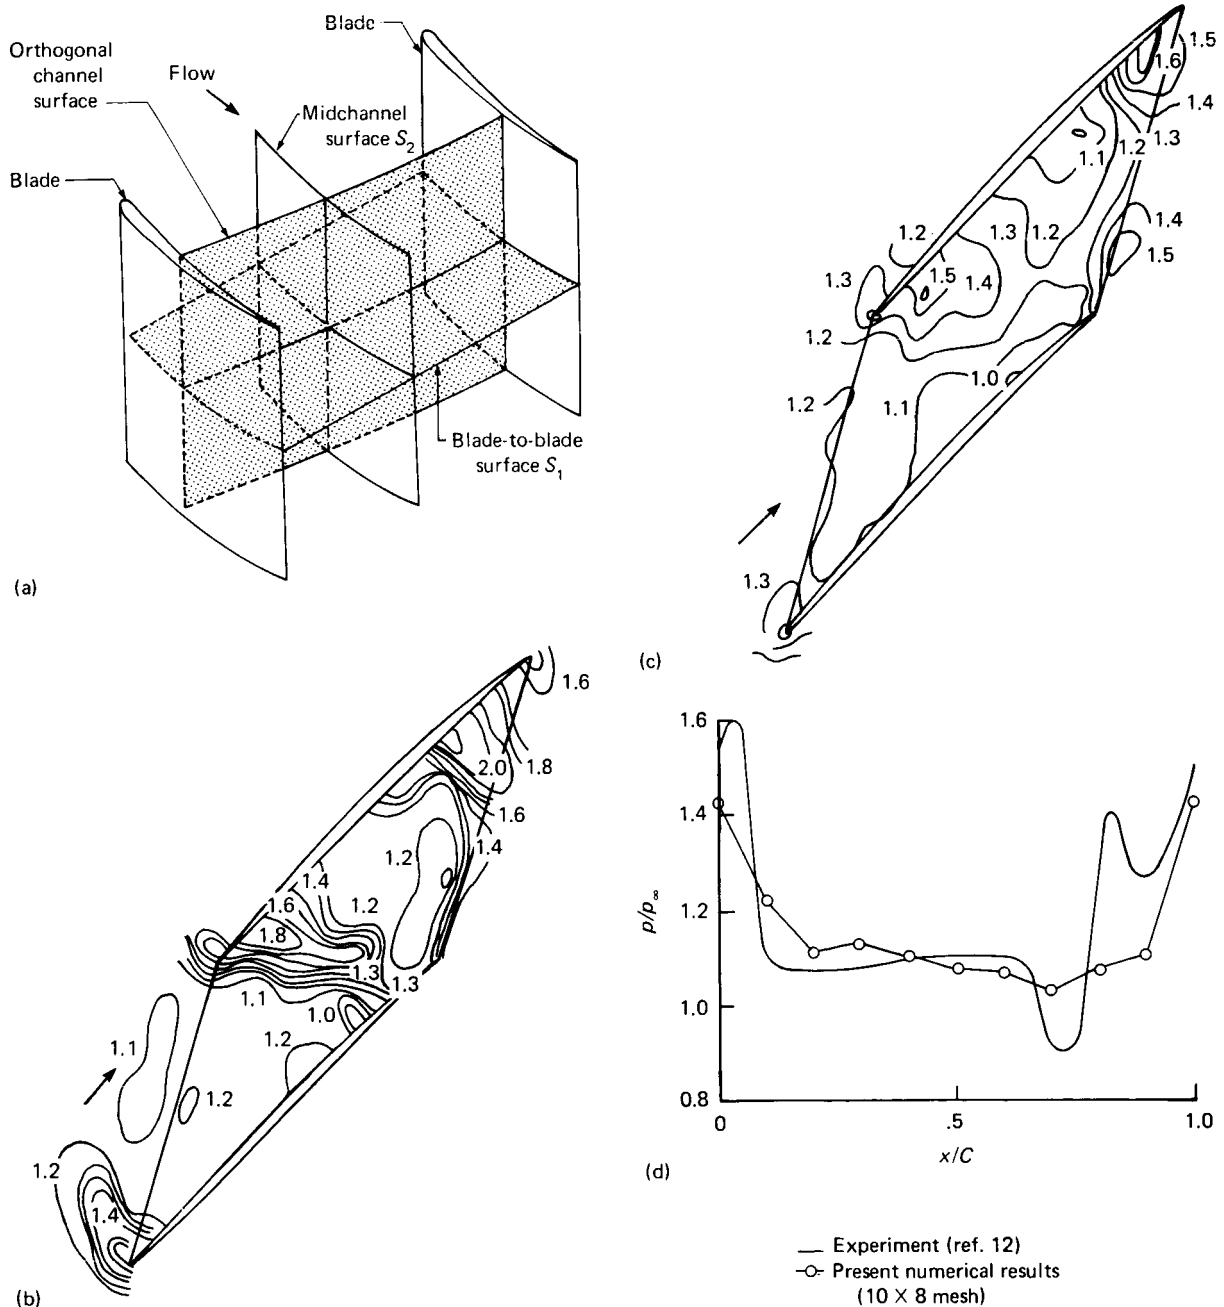 Blade
Orthogonal
channel
surface
Flow
Midchannel
surface S₂
Blade
Blade-to-blade
surface S₁
(a)
1.5
1.6
1.4
1.3
1.2
1.1
1.4
1.3
1.2
1.5
1.2
1.3
1.5
1.4
1.2
1.0
1.2
1.1
1.3
(c)
1.6
2.0
1.8
1.6
1.4
1.2
1.4
1.6
1.2
1.8
1.3
1.3
1.1
1.0
1.2
1.1
1.2
1.2
1.4
(b)
1.6
1.4
1.2
1.0
0.8
p/p∞
0
.5
1.0
x/C
(d)
Experiment (ref. 12)
Present numerical results
(10 × 8 mesh)